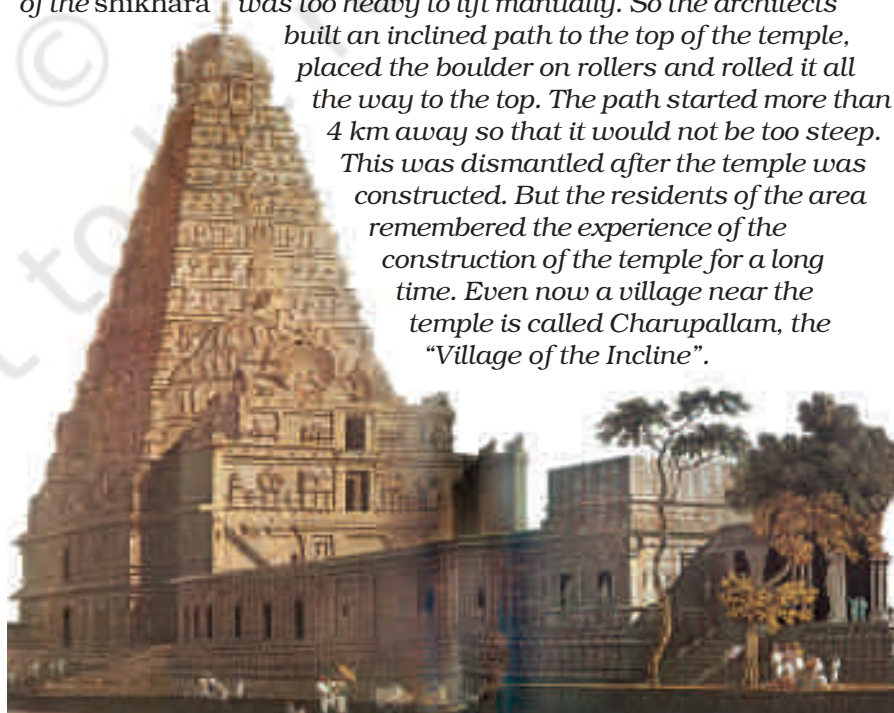 of the shikhara was too heavy to lift manually. So the architects
built an inclined path to the top of the temple,
placed the boulder on rollers and rolled it all
the way to the top. The path started more than
4 km away so that it would not be too steep.
This was dismantled after the temple was
constructed. But the residents of the area
remembered the experience of the
construction of the temple for a long
time. Even now a village near the
temple is called Charupallam, the
“Village of the Incline”.
©
t to